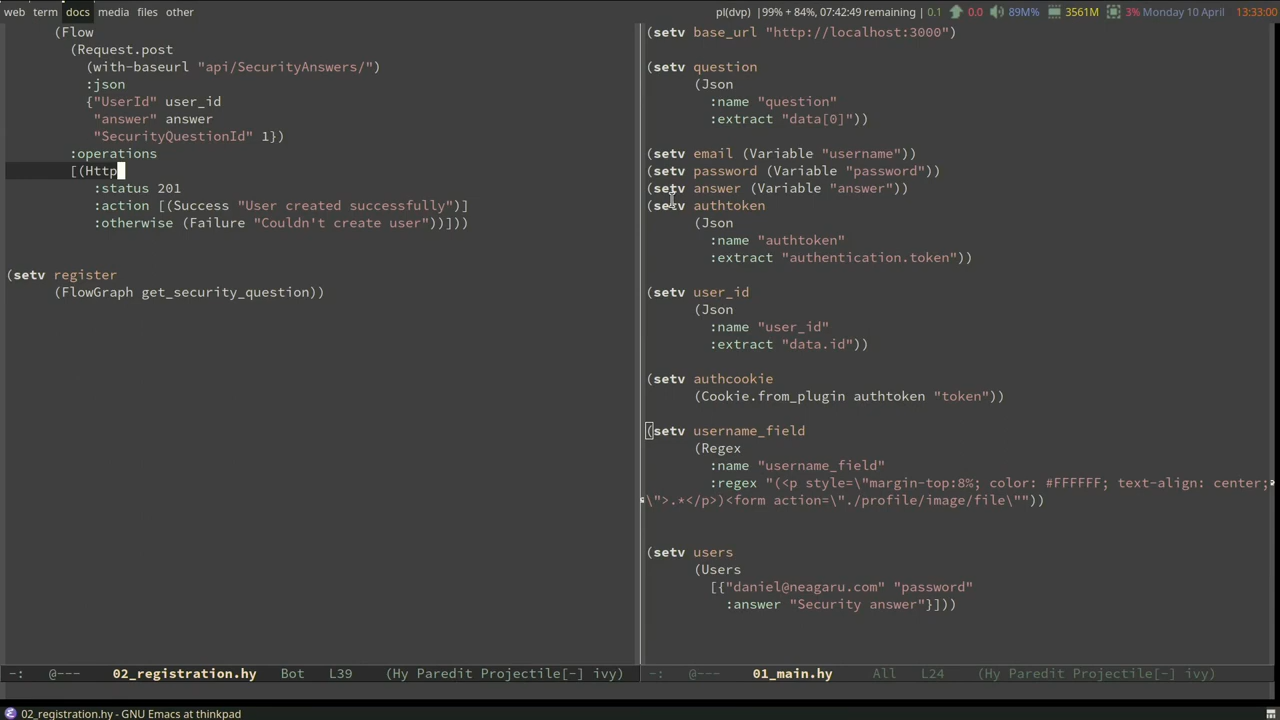 web term docs media files other
pl(dvp) |99% + 84%, 07:42:49 remaining | 0.1 0.0 89M% 3561M 3% Monday 10 April 13:33:00
(Flow
(Request.post
(with-baseurl "api/SecurityAnswers/")
:json
{"UserId" user_id
"answer" answer
"SecurityQuestionId" 1})
:operations
[(Http
:status 201
:action [(Success "User created successfully")]
:otherwise (Failure "Couldn't create user"))]))
(setv register
(FlowGraph get_security_question))
-: @--- 02_registration.hy Bot L39 (Hy Paredit Projectile[-] ivy)
(setv base_url "http://localhost:3000")
(setv question
(Json
:name "question"
:extract "data[0]"))
(setv email (Variable "username"))
(setv password (Variable "password"))
(setv answer (Variable "answer"))
(setv authtoken
(Json
:name "authtoken"
:extract "authentication.token"))
(setv user_id
(Json
:name "user_id"
:extract "data.id"))
(setv authcookie
(Cookie.from_plugin authtoken "token"))
(setv username_field
(Regex
:name "username_field"
:regex "(<p style=\"margin-top:8%; color: #FFFFFF; text-align: center;
\">.*</p>)<form action=\"./profile/image/file\""))
(setv users
(Users
[{"daniel@neagaru.com" "password"
:answer "Security answer"}]))
-: @--- 01_main.hy All L24 (Hy Paredit Projectile[-] ivy)
02_registration.hy - GNU Emacs at thinkpad